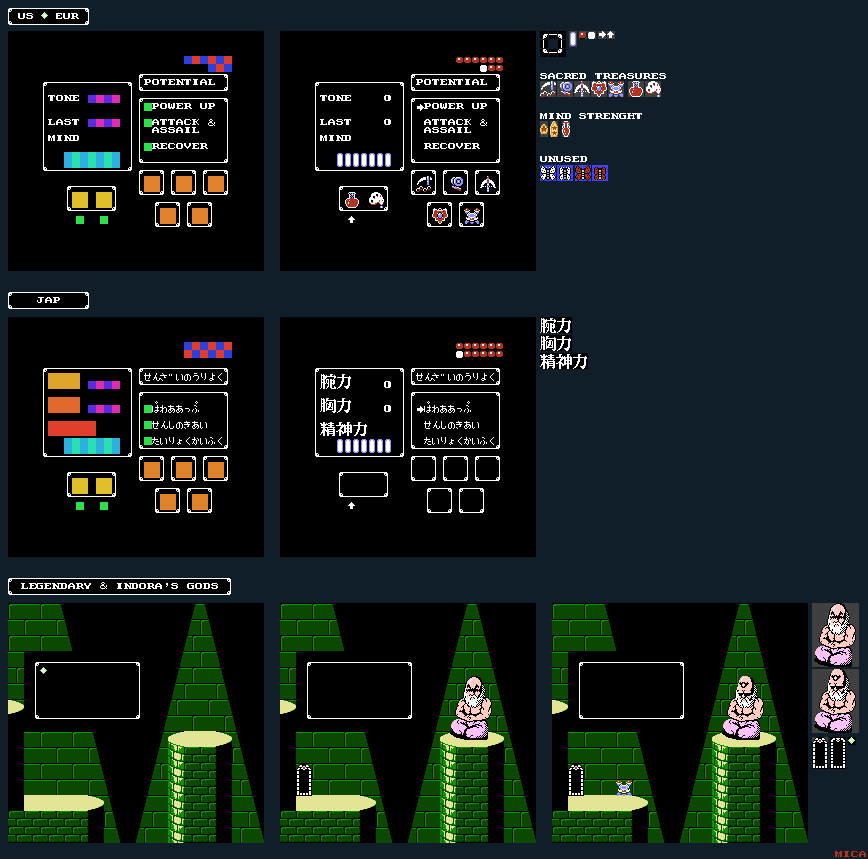 US ◆ EUR
POTENTIAL
TONE
LAST
MIND
POWER UP
ATTACK &
ASSAIL
RECOVER
POTENTIAL
TONE 0
LAST 0
MIND
POWER UP
ATTACK &
ASSAIL
RECOVER
SACRED TREASURES
MIND STRENGHT
UNUSED
JAP
せんき"いのうりよく
ぱわああっぷ
せんしのきあい
たいりょくかいふく
腕力 0
胸力 0
精神力
せんき"いのうりよく
ぱわああっぷ
せんしのきあい
たいりょくかいふく
腕力
胸力
精神力
LEGENDARY & INDORA'S GODS
MICA